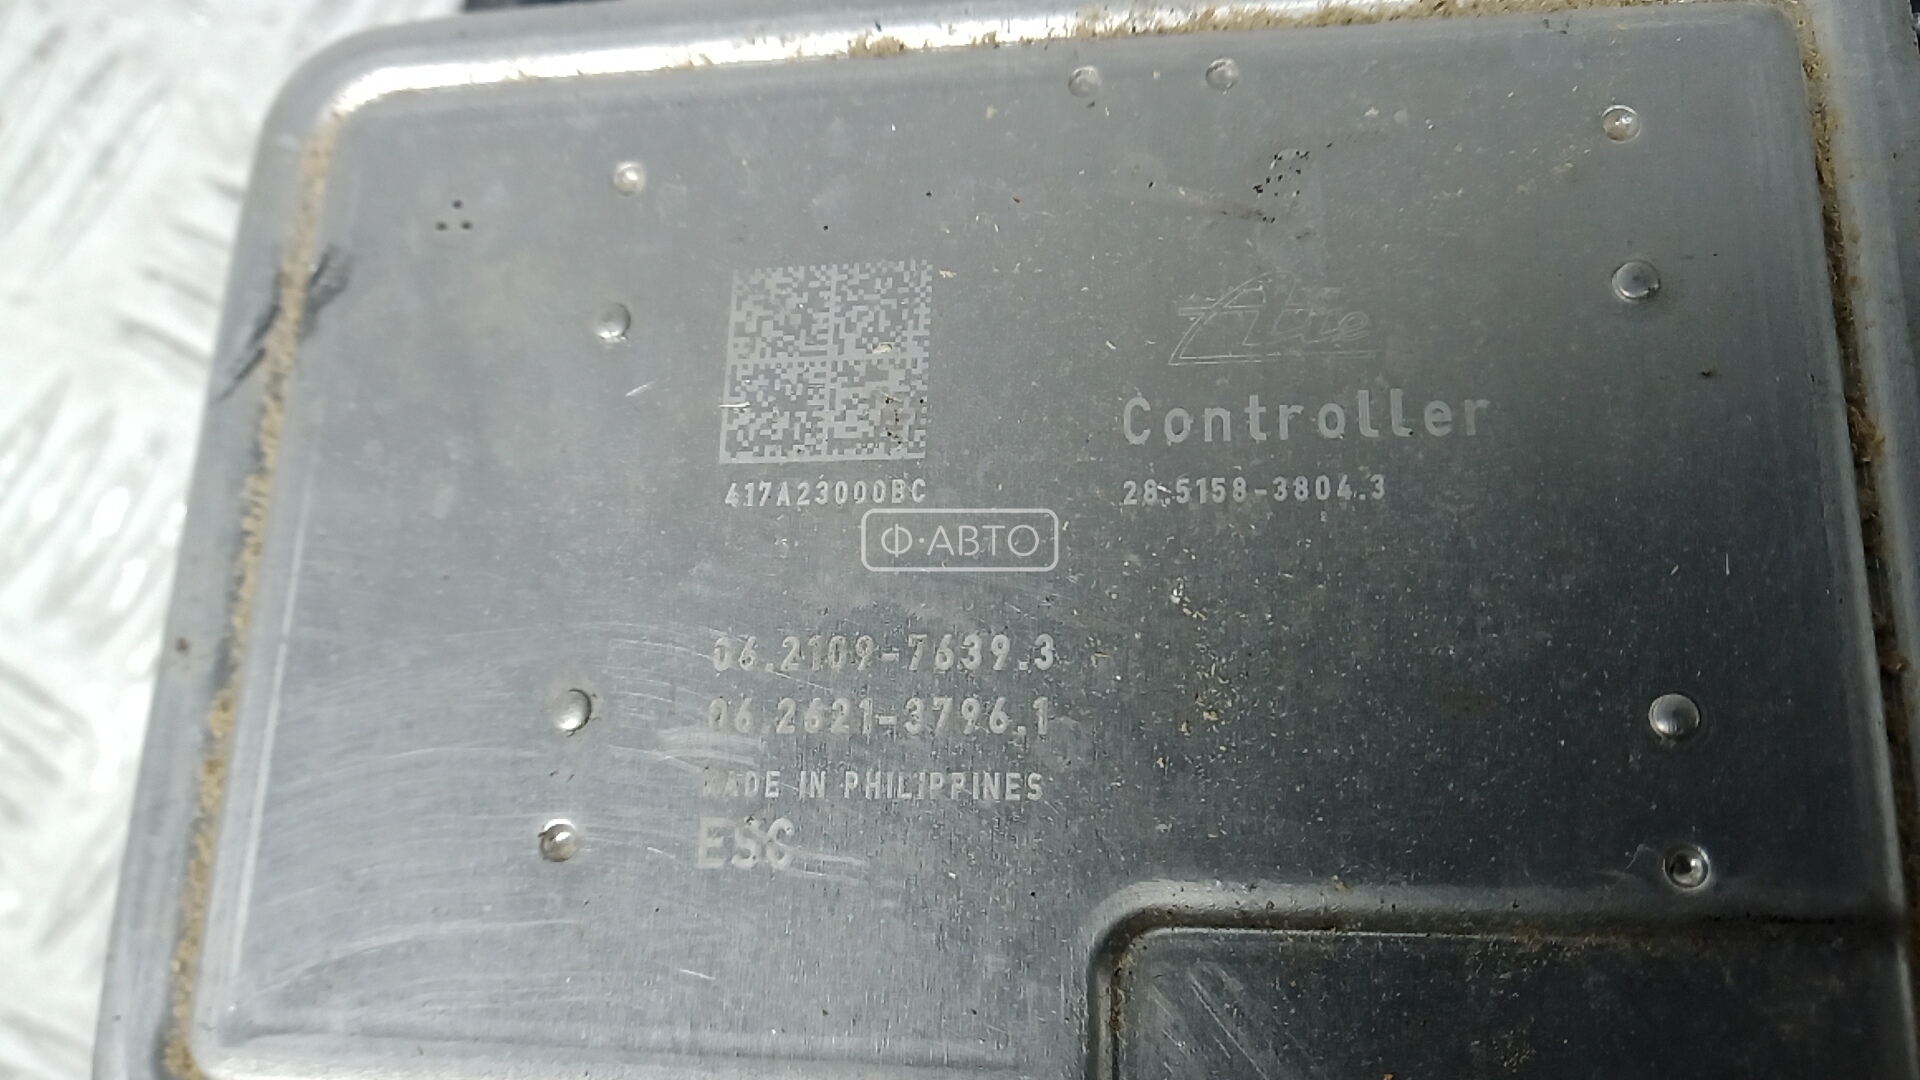 Ate
Controller
417A23000BC
28.5158-3804.3
Ф·АВТО
06.2109-7639.3
06.2621-3796.1
MADE IN PHILIPPINES
ESC